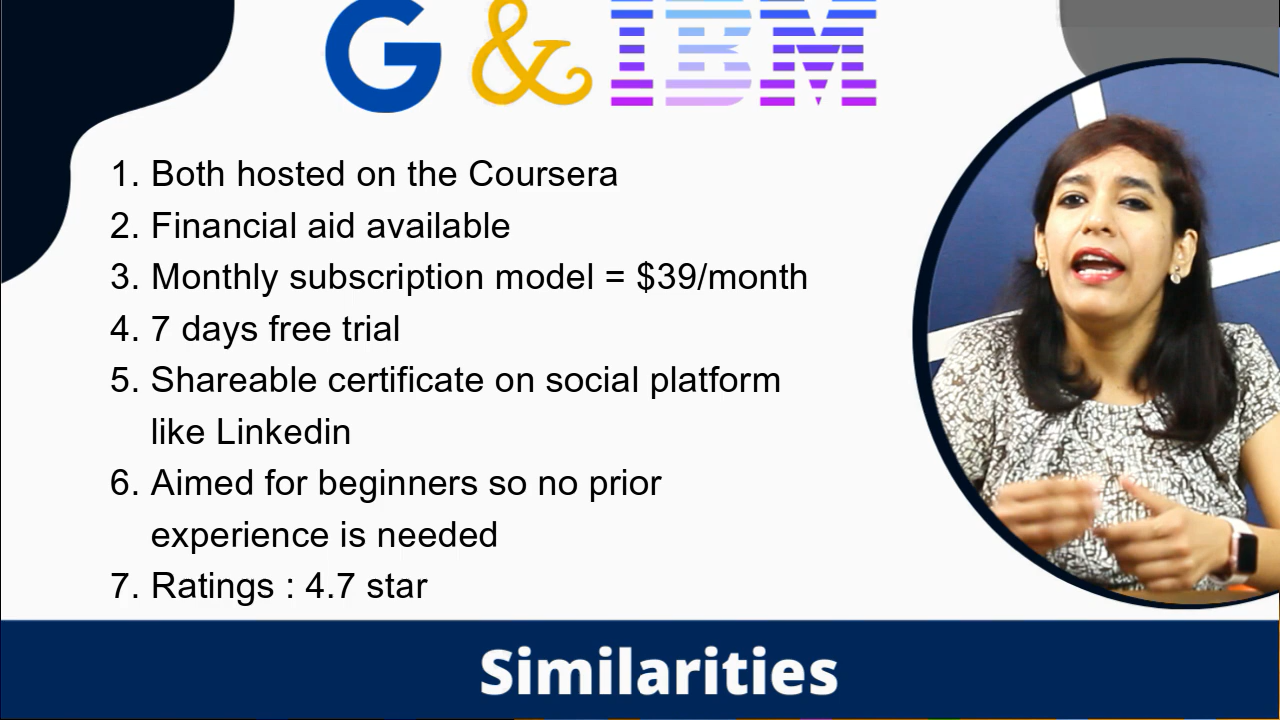 G & IBM
1. Both hosted on the Coursera
2. Financial aid available
3. Monthly subscription model = $39/month
4. 7 days free trial
5. Shareable certificate on social platform
like Linkedin
6. Aimed for beginners so no prior
experience is needed
7. Ratings : 4.7 star
Similarities